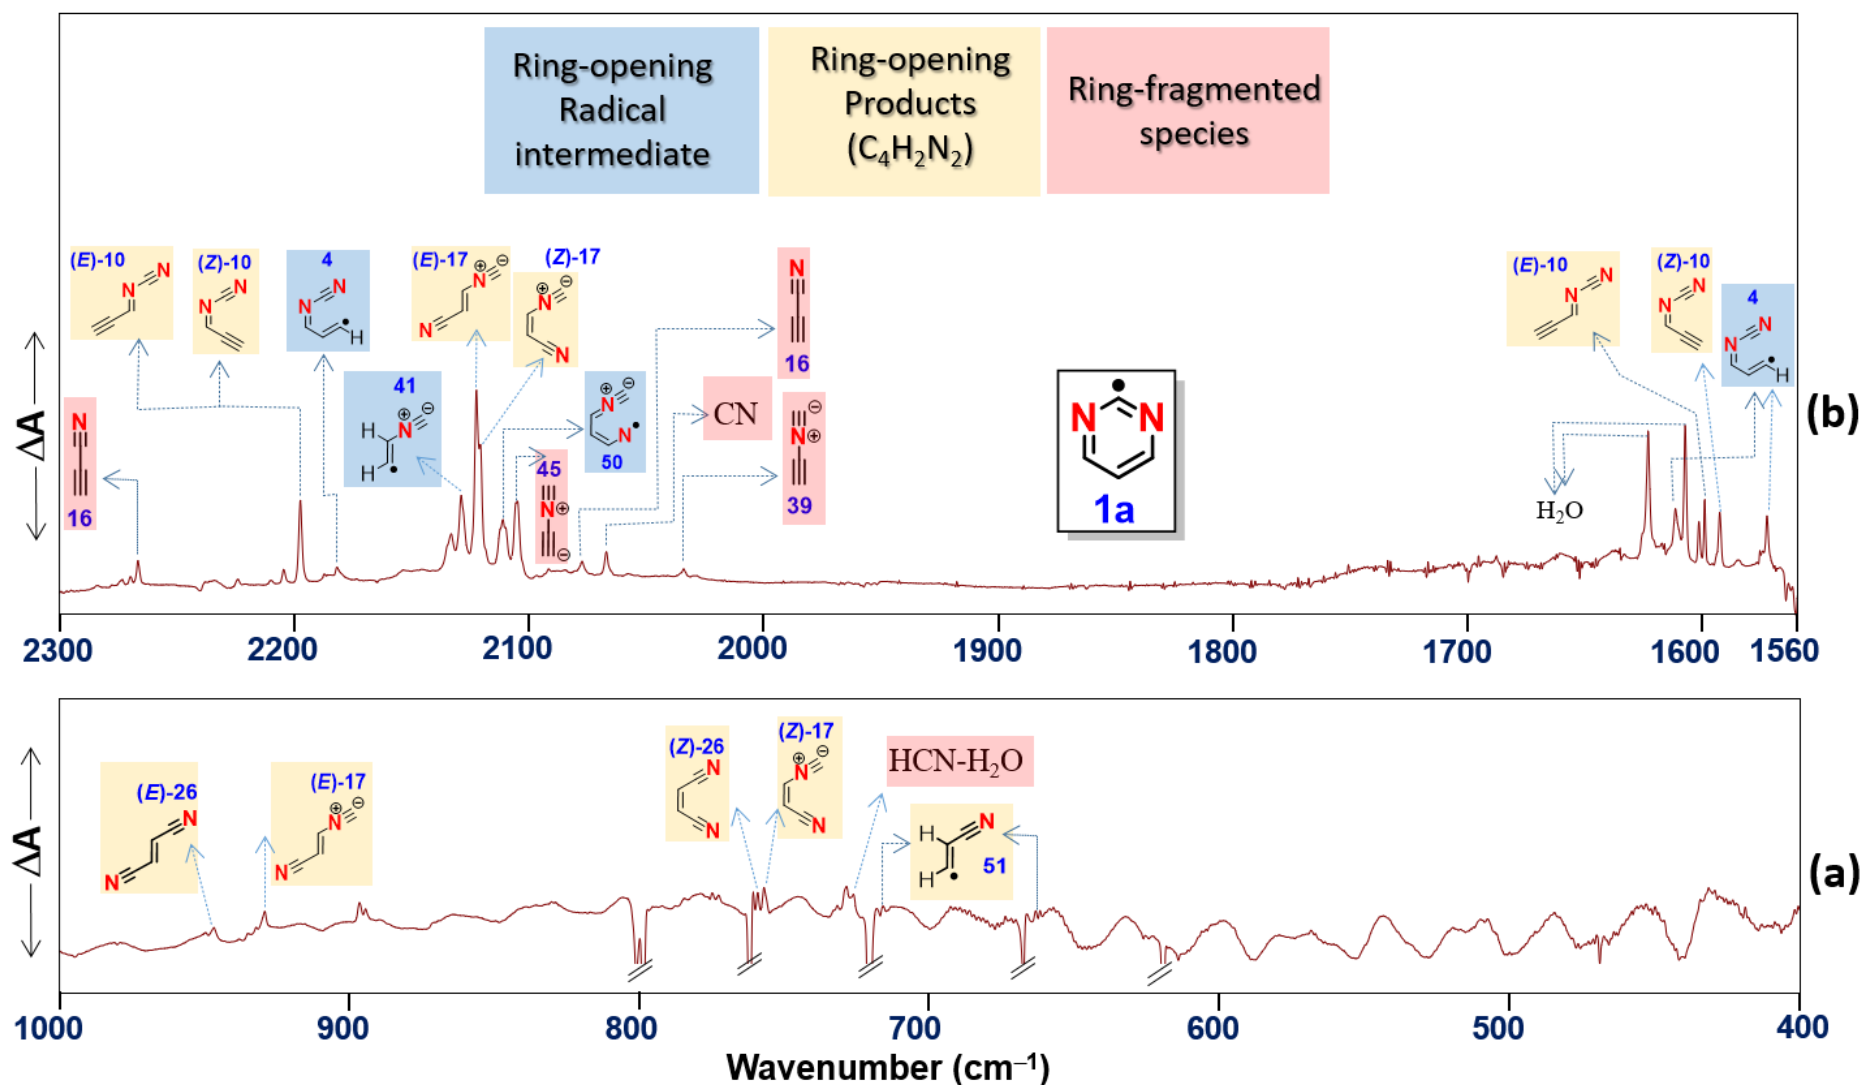 Ring-opening
Radical
intermediate
Ring-opening
Products
(C₄H₂N₂)
Ring-fragmented
species
(E)-10
N
N
(Z)-10
N
N
4
N
N
H
(E)-17
N
⊕
⊖
N
(Z)-17
⊕
⊖
N
N
N
16
(E)-10
N
N
(Z)-10
N
N
4
N
N
H
N
16
41
H
H
N
⊕
⊖
⊕
⊖
N
N
50
45
N
⊕
⊖
CN
⊖
N
⊕
39
N
N
1a
H₂O
ΔA
(b)
2300
2200
2100
2000
1900
1800
1700
1600
1560
(E)-26
N
N
(E)-17
⊕
⊖
N
N
(Z)-26
N
N
(Z)-17
⊕
⊖
N
N
HCN-H₂O
H
H
N
51
ΔA
(a)
1000
900
800
700
600
500
400
Wavenumber (cm⁻¹)